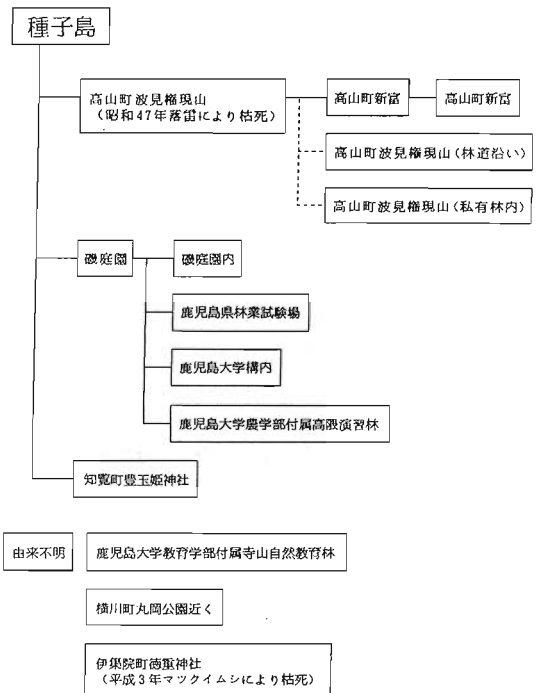 種子島
高山町波見権現山
(昭和47年落雷により枯死)
高山町新富
高山町新富
高山町波見権現山(林道沿い)
高山町波見権現山(私有林内)
磯庭園
磯庭園内
鹿児島県林業試験場
鹿児島大学構内
鹿児島大学農学部付属高隈演習林
知覧町豊玉姫神社
由来不明
鹿児島大学教育学部付属寺山自然教育林
横川町丸岡公園近く
伊集院町徳重神社
(平成3年マツクイムシにより枯死)